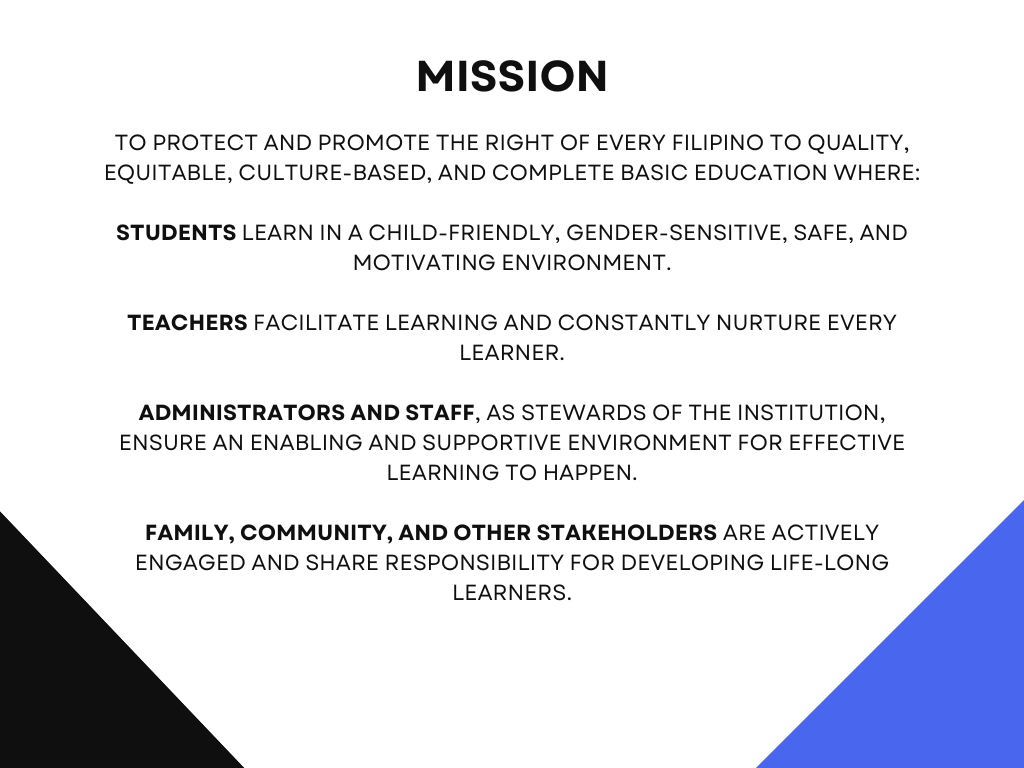 MISSION
TO PROTECT AND PROMOTE THE RIGHT OF EVERY FILIPINO TO QUALITY,
EQUITABLE, CULTURE-BASED, AND COMPLETE BASIC EDUCATION WHERE:
STUDENTS LEARN IN A CHILD-FRIENDLY, GENDER-SENSITIVE, SAFE, AND
MOTIVATING ENVIRONMENT.
TEACHERS FACILITATE LEARNING AND CONSTANTLY NURTURE EVERY
LEARNER.
ADMINISTRATORS AND STAFF, AS STEWARDS OF THE INSTITUTION,
ENSURE AN ENABLING AND SUPPORTIVE ENVIRONMENT FOR EFFECTIVE
LEARNING TO HAPPEN.
FAMILY, COMMUNITY, AND OTHER STAKEHOLDERS ARE ACTIVELY
ENGAGED AND SHARE RESPONSIBILITY FOR DEVELOPING LIFE-LONG
LEARNERS.